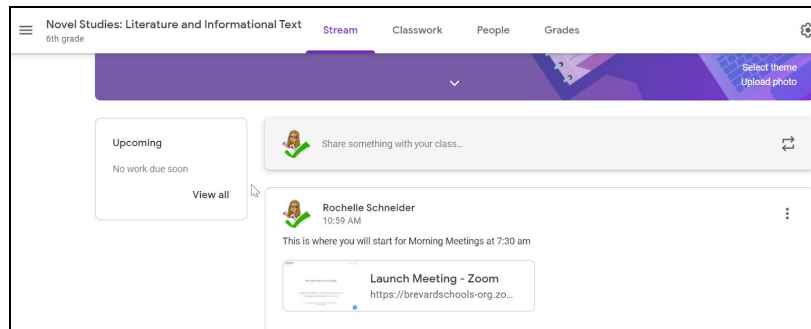 Novel Studies: Literature and Informational Text
6th grade
Stream
Classwork
People
Grades
Select theme
Upload photo
Upcoming
No work due soon
View all
Share something with your class...
Rochelle Schneider
10:59 AM
This is where you will start for Morning Meetings at 7:30 am
Launch Meeting - Zoom
https://brevardschools-org.zo...